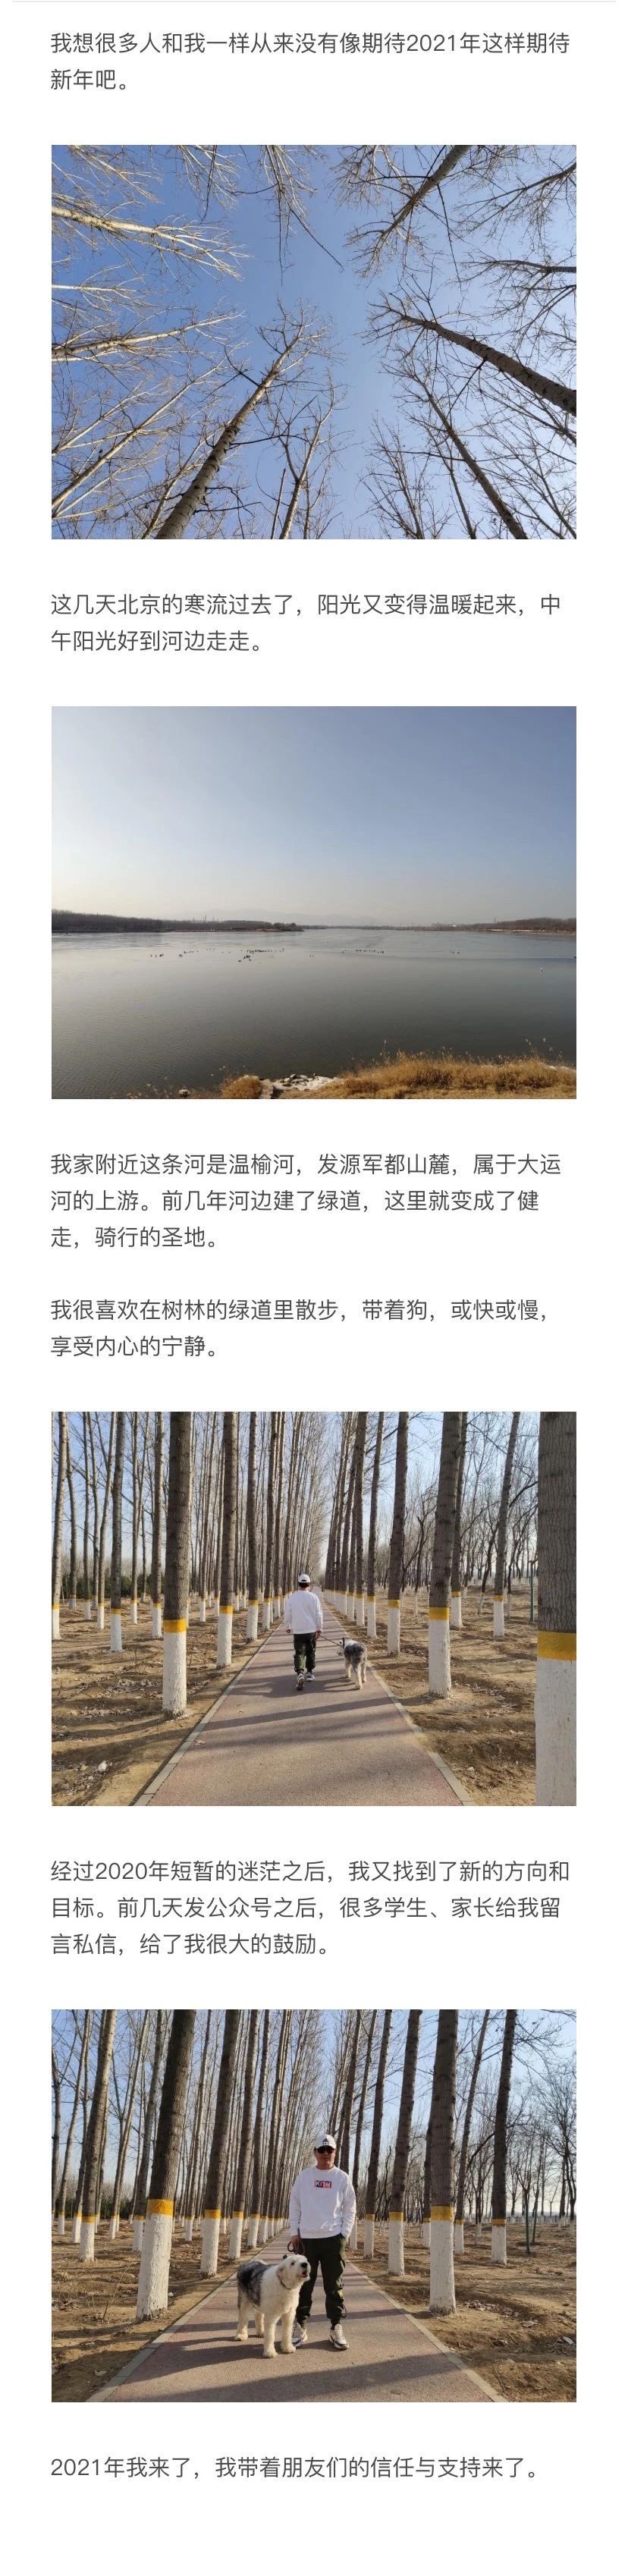 我想很多人和我一样从来没有像期待2021年这样期待
新年吧。
这几天北京的寒流过去了，阳光又变得温暖起来，中
午阳光好到河边走走。
我家附近这条河是温榆河，发源军都山麓，属于大运
河的上游。前几年河边建了绿道，这里就变成了健
走，骑行的圣地。
我很喜欢在树林的绿道里散步，带着狗，或快或慢，
享受内心的宁静。
经过2020年短暂的迷茫之后，我又找到了新的方向和
目标。前几天发公众号之后，很多学生、家长给我留
言私信，给了我很大的鼓励。
2021年我来了，我带着朋友们的信任与支持来了。